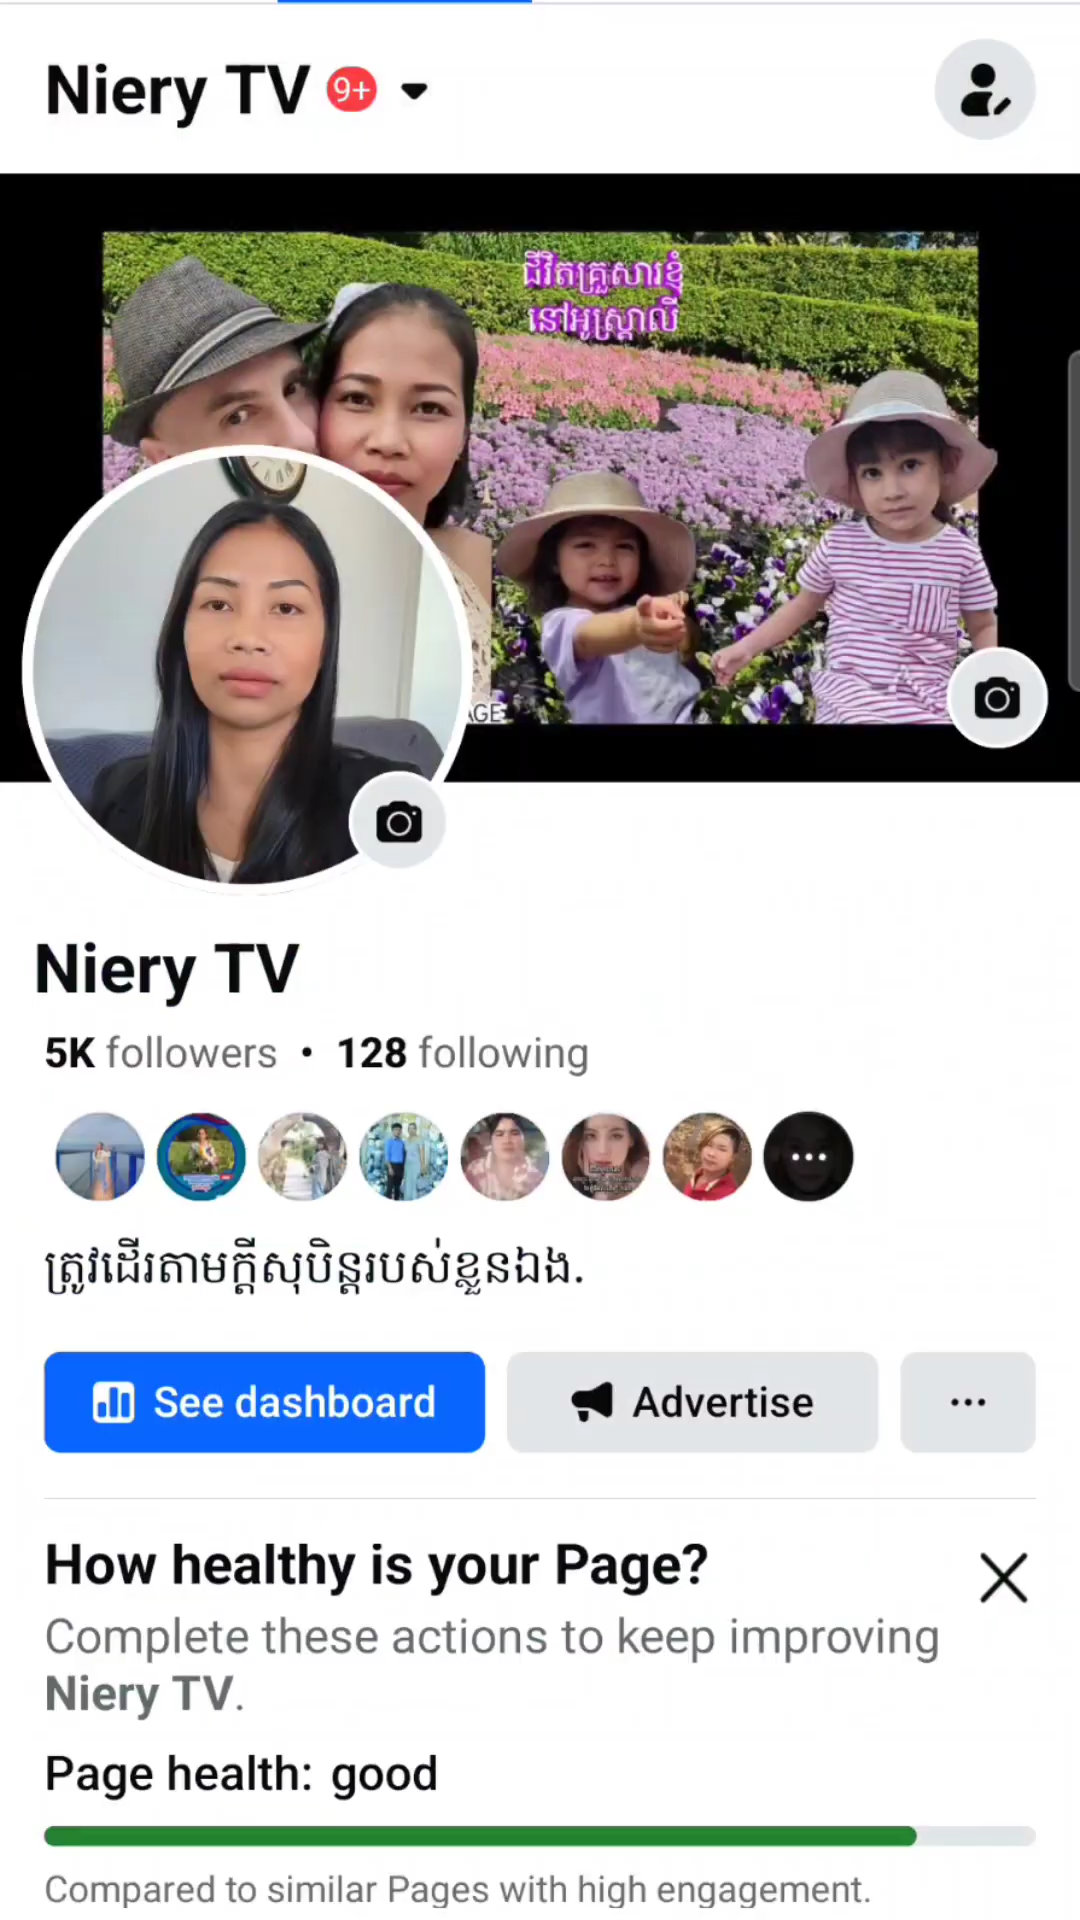 Niery TV 9+
ជីវិតគ្រួសារខ្ញុំ
នៅអូស្ត្រាលី
AGE
Niery TV
5K followers • 128 following
ត្រូវដើរតាមក្តីសុបិន្តរបស់ខ្លួនឯង.
See dashboard
Advertise
...
How healthy is your Page?
Complete these actions to keep improving
Niery TV.
Page health: good
Compared to similar Pages with high engagement.